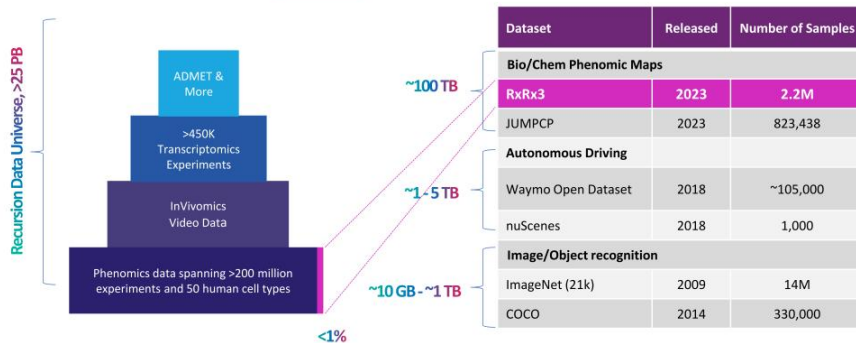 Recursion Data Universe, >25 PB
ADMET &
More
>450K
Transcriptomics
Experiments
InVivomics
Video Data
Phenomics data spanning >200 million
experiments and 50 human cell types
<1%
~100 TB
~1 - 5 TB
~10 GB - ~1 TB
Dataset Released Number of Samples
Bio/Chem Phenomic Maps
RxRx3 2023 2.2M
JUMPCP 2023 823,438
Autonomous Driving
Waymo Open Dataset 2018 ~105,000
nuScenes 2018 1,000
Image/Object recognition
ImageNet (21k) 2009 14M
COCO 2014 330,000